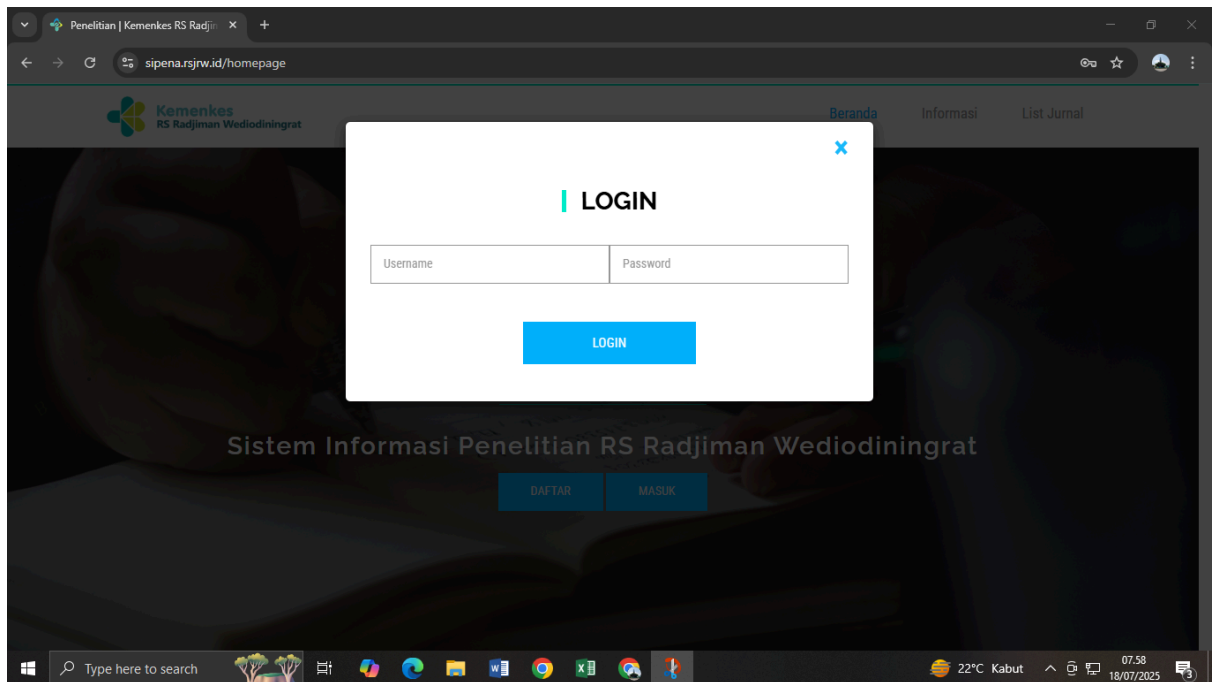 Penelitian | Kemenkes RS Radjin
sipena.rsjrw.id/homepage
Kemenkes
RS Radjiman Wediodiningrat
Beranda Informasi List Jurnal
LOGIN
Username Password
LOGIN
Sistem Informasi Penelitian RS Radjiman Wediodiningrat
DAFTAR MASUK
Type here to search
22°C Kabut
07.58
18/07/2025
3